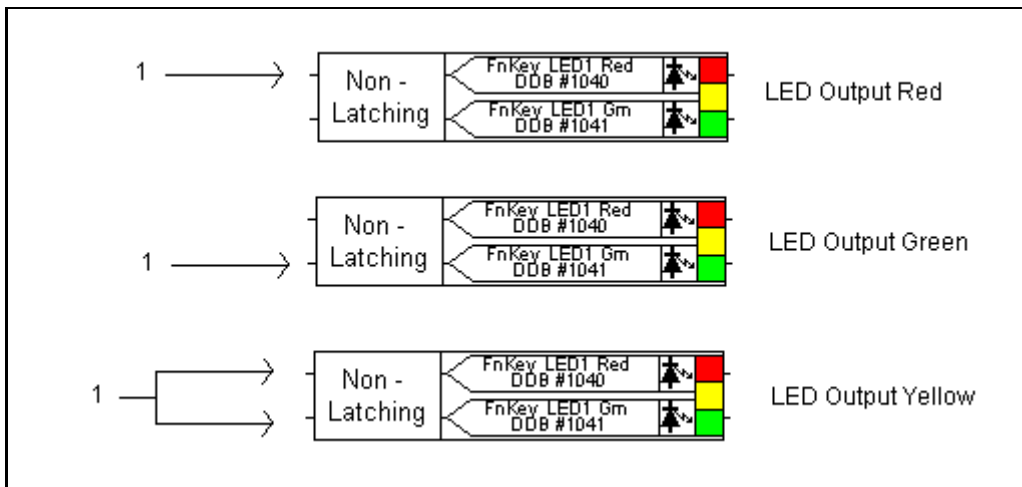 1
Non -
Latching
FnKey LED1 Red
DDB #1040
FnKey LED1 Grn
DDB #1041
LED Output Red
1
Non -
Latching
FnKey LED1 Red
DDB #1040
FnKey LED1 Grn
DDB #1041
LED Output Green
1
Non -
Latching
FnKey LED1 Red
DDB #1040
FnKey LED1 Grn
DDB #1041
LED Output Yellow